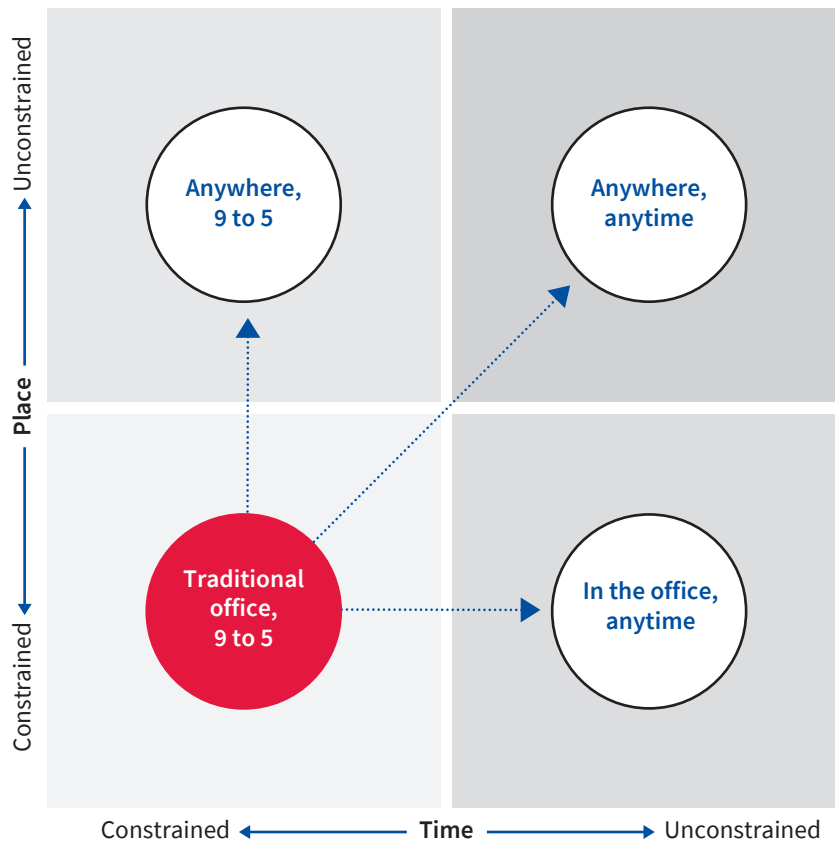 Unconstrained
Place
Constrained
Anywhere,
9 to 5
Anywhere,
anytime
Traditional
office,
9 to 5
In the office,
anytime
Constrained
Time
Unconstrained